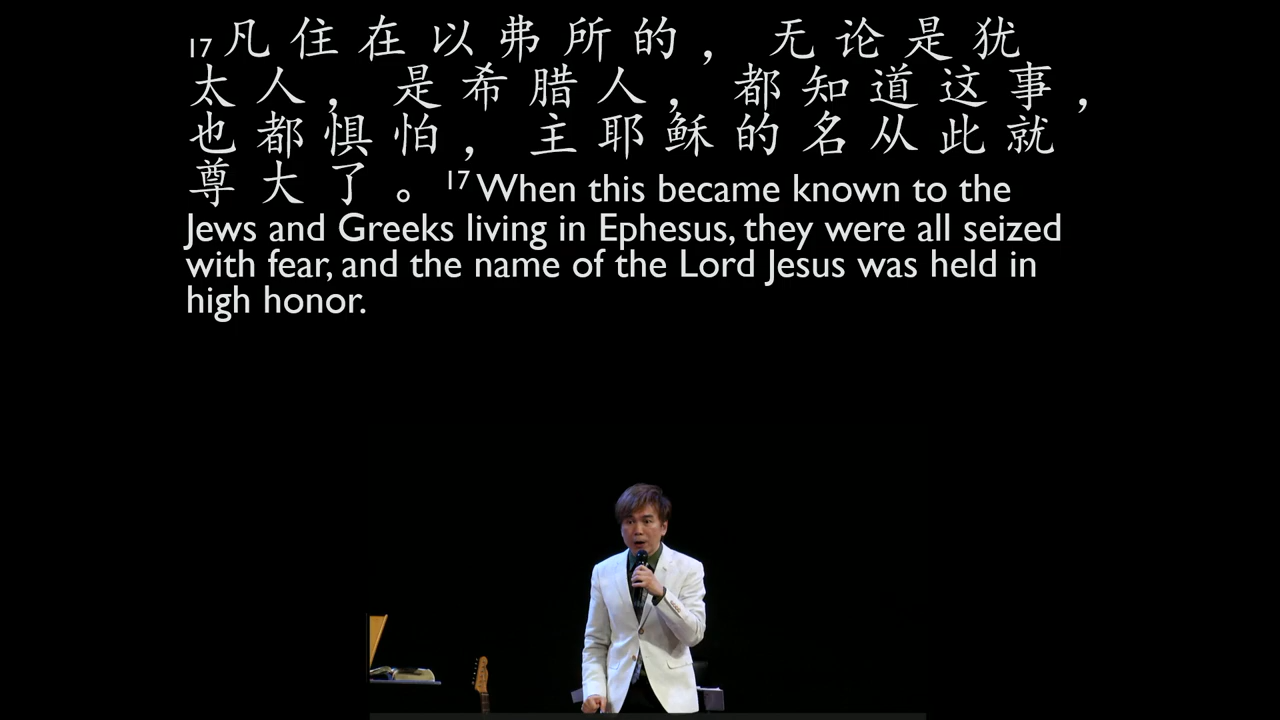 17凡住在以弗所的，无论是犹
太人，是希腊人，都知道这事，
也都惧怕，主耶稣的名从此就
尊大了。17 When this became known to the
Jews and Greeks living in Ephesus, they were all seized
with fear, and the name of the Lord Jesus was held in
high honor.